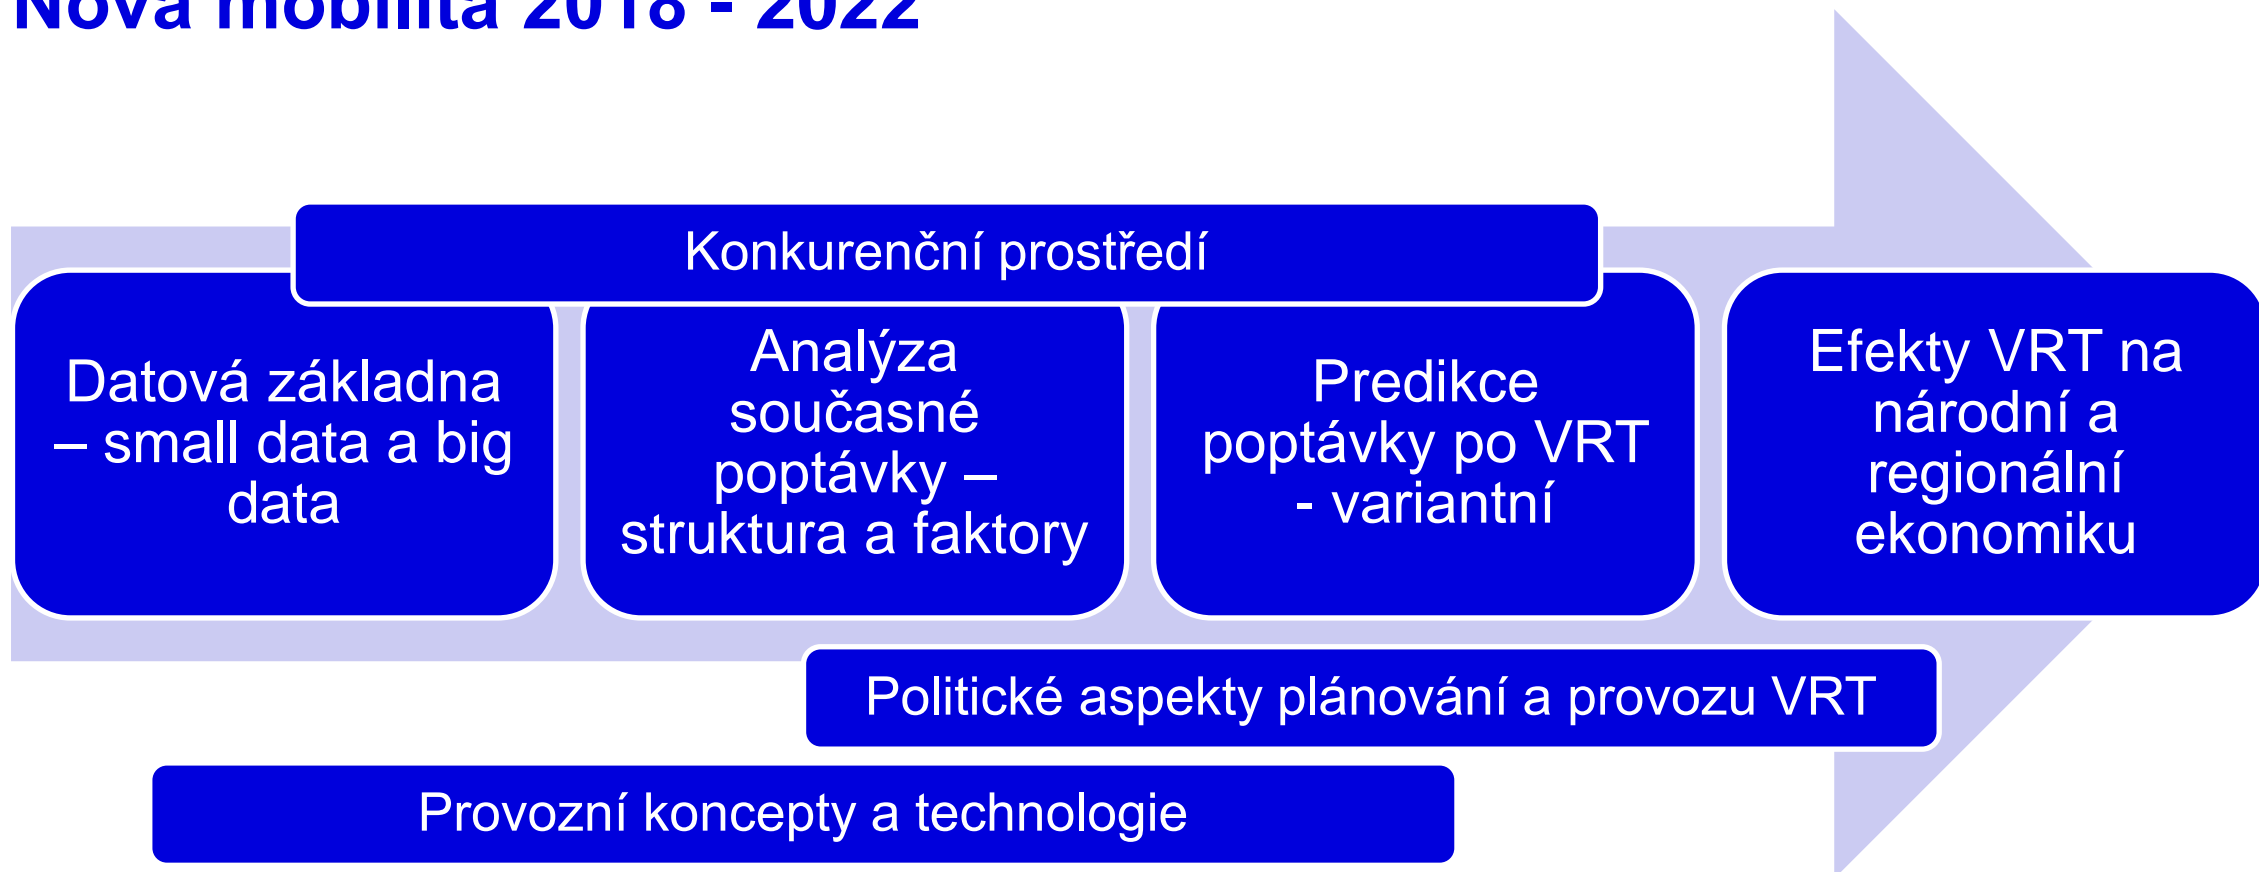 Nová mobilita 2018 - 2022
Konkurenční prostředí
Datová základna
– small data a big
data
Analýza
současné
poptávky –
struktura a faktory
Predikce
poptávky po VRT
- variantní
Efekty VRT na
národní a
regionální
ekonomiku
Politické aspekty plánování a provozu VRT
Provozní koncepty a technologie